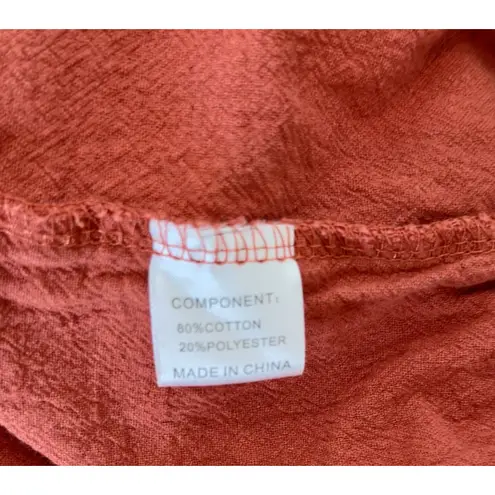 COMPONENT:
80%COTTON
20%POLYESTER
MADE IN CHINA